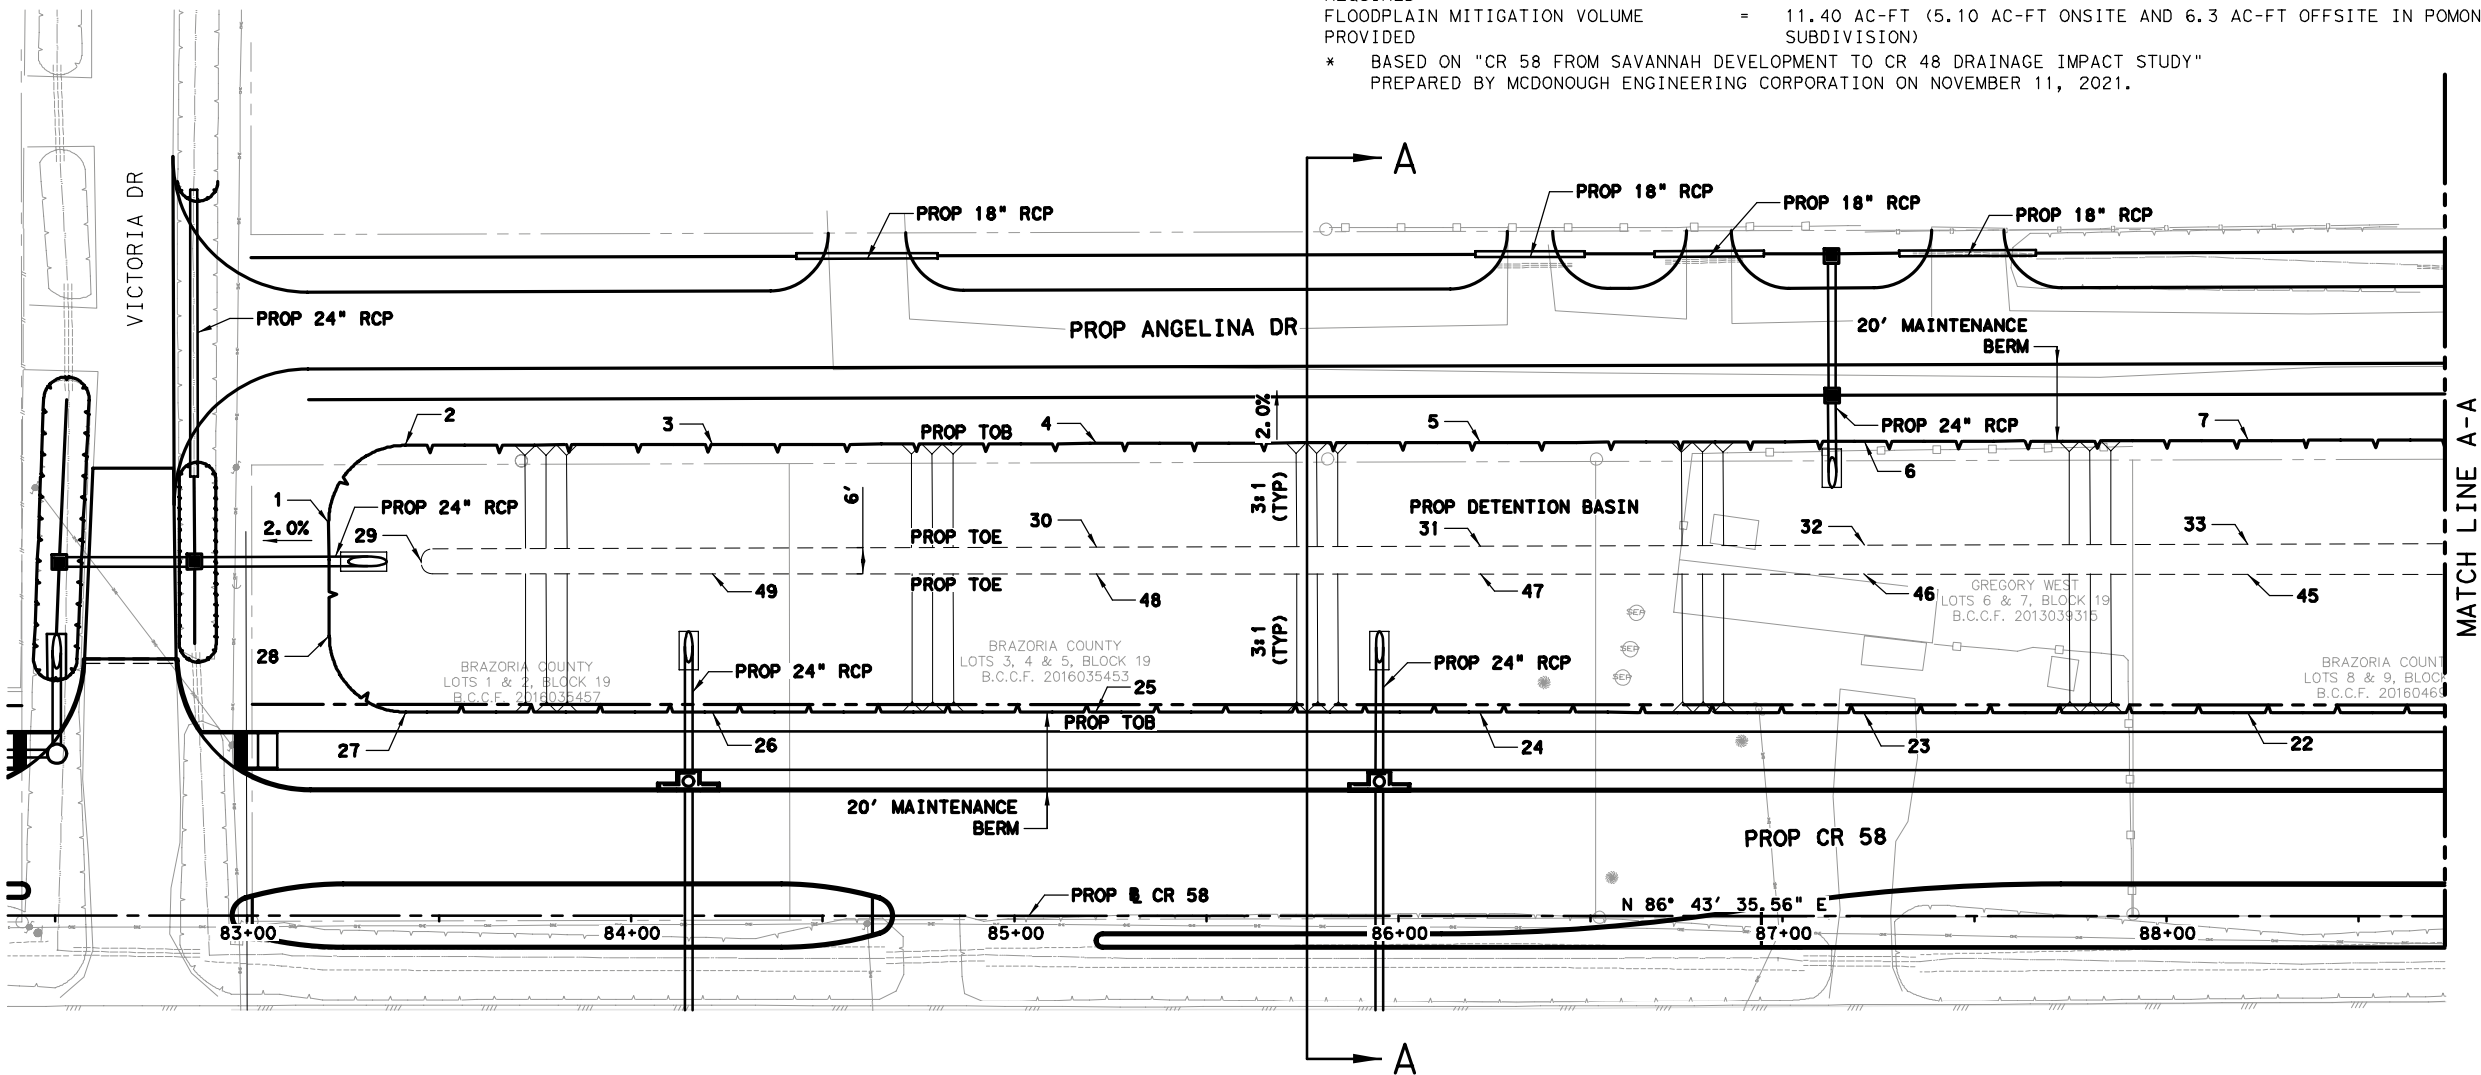 FLOODPLAIN MITIGATION VOLUME = 11.40 AC-FT (5.10 AC-FT ONSITE AND 6.3 AC-FT OFFSITE IN POMON
PROVIDED SUBDIVISION)
* BASED ON "CR 58 FROM SAVANNAH DEVELOPMENT TO CR 48 DRAINAGE IMPACT STUDY"
PREPARED BY MCDONOUGH ENGINEERING CORPORATION ON NOVEMBER 11, 2021.
A
VICTORIA DR
PROP 18" RCP
PROP 18" RCP
PROP 18" RCP
PROP 18" RCP
PROP 24" RCP
PROP ANGELINA DR
20' MAINTENANCE
BERM
2
3
PROP TOB
4
2.0%
5
PROP 24" RCP
7
6
MATCH LINE A-A
1
PROP 24" RCP
2.0%
29
6'
30
PROP TOE
3:1
(TYP)
PROP DETENTION BASIN
31
32
33
PROP TOE
49
48
47
46
45
GREGORY WEST
LOTS 6 & 7, BLOCK 19
B.C.C.F. 2013039315
SEP
SEP
SEP
3:1
(TYP)
28
BRAZORIA COUNTY
LOTS 1 & 2, BLOCK 19
B.C.C.F. 2016035457
PROP 24" RCP
BRAZORIA COUNTY
LOTS 3, 4 & 5, BLOCK 19
B.C.C.F. 2016035453
PROP 24" RCP
BRAZORIA COUNT
LOTS 8 & 9, BLOCK
B.C.C.F. 2016046
25
27
26
PROP TOB
24
23
22
20' MAINTENANCE
BERM
PROP CR 58
PROP CR 58
N 86° 43' 35.56" E
83+00
84+00
85+00
86+00
87+00
88+00
A